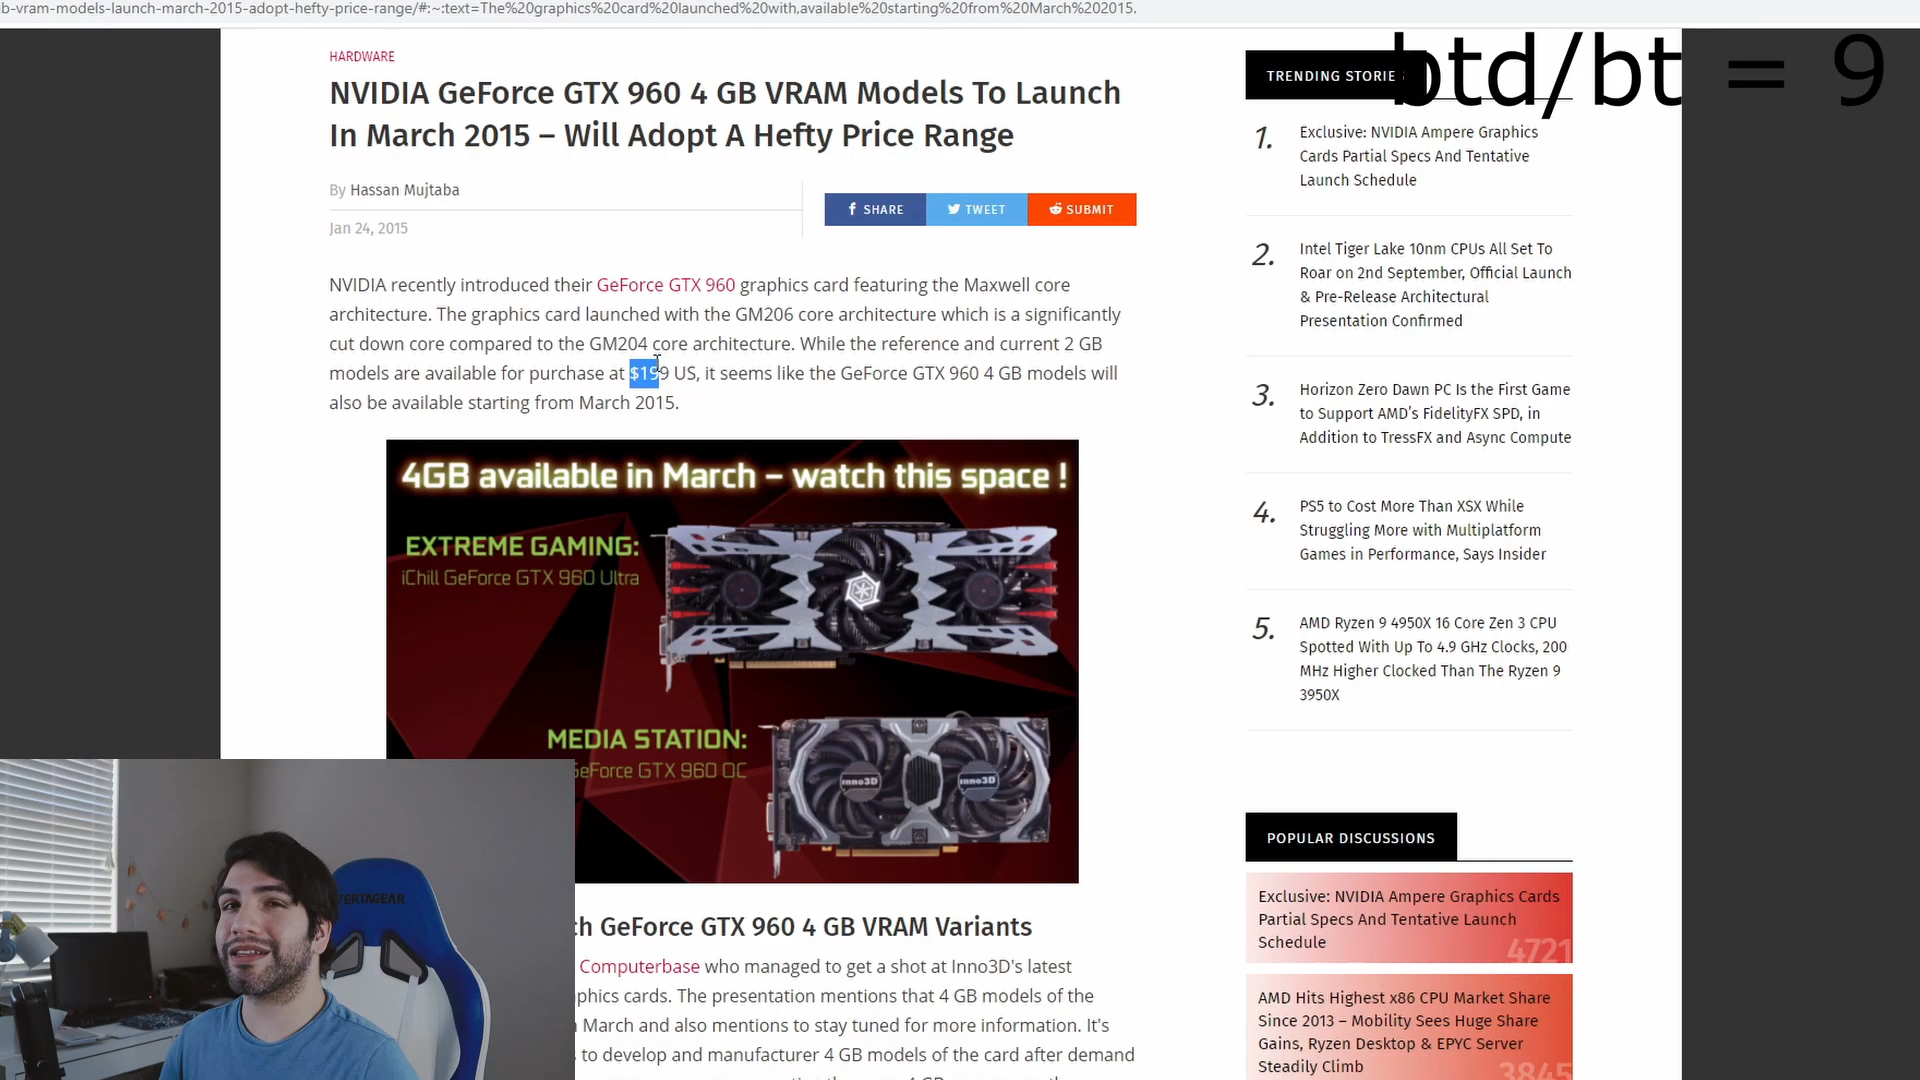 b-vram-models-launch-march-2015-adopt-hefty-price-range/#:~:text=The%20graphics%20card%20launched%20with,available%20starting%20from%20March%202015.
btd/bt = 9
HARDWARE
NVIDIA GeForce GTX 960 4 GB VRAM Models To Launch
In March 2015 – Will Adopt A Hefty Price Range
By Hassan Mujtaba
Jan 24, 2015
SHARE
TWEET
SUBMIT
NVIDIA recently introduced their GeForce GTX 960 graphics card featuring the Maxwell core
architecture. The graphics card launched with the GM206 core architecture which is a significantly
cut down core compared to the GM204 core architecture. While the reference and current 2 GB
models are available for purchase at $199 US, it seems like the GeForce GTX 960 4 GB models will
also be available starting from March 2015.
4GB available in March – watch this space !
EXTREME GAMING:
iChill GeForce GTX 960 Ultra
MEDIA STATION:
GeForce GTX 960 OC
inno3D
inno3D
GeForce GTX 960 4 GB VRAM Variants
Computerbase who managed to get a shot at Inno3D's latest
phics cards. The presentation mentions that 4 GB models of the
March and also mentions to stay tuned for more information. It's
to develop and manufacturer 4 GB models of the card after demand
VERTAGEAR
TRENDING STORIE
1.
Exclusive: NVIDIA Ampere Graphics
Cards Partial Specs And Tentative
Launch Schedule
2.
Intel Tiger Lake 10nm CPUs All Set To
Roar on 2nd September, Official Launch
& Pre-Release Architectural
Presentation Confirmed
3.
Horizon Zero Dawn PC Is the First Game
to Support AMD’s FidelityFX SPD, in
Addition to TressFX and Async Compute
4.
PS5 to Cost More Than XSX While
Struggling More with Multiplatform
Games in Performance, Says Insider
5.
AMD Ryzen 9 4950X 16 Core Zen 3 CPU
Spotted With Up To 4.9 GHz Clocks, 200
MHz Higher Clocked Than The Ryzen 9
3950X
POPULAR DISCUSSIONS
Exclusive: NVIDIA Ampere Graphics Cards
Partial Specs And Tentative Launch
Schedule
4721
AMD Hits Highest x86 CPU Market Share
Since 2013 – Mobility Sees Huge Share
Gains, Ryzen Desktop & EPYC Server
Steadily Climb
3845